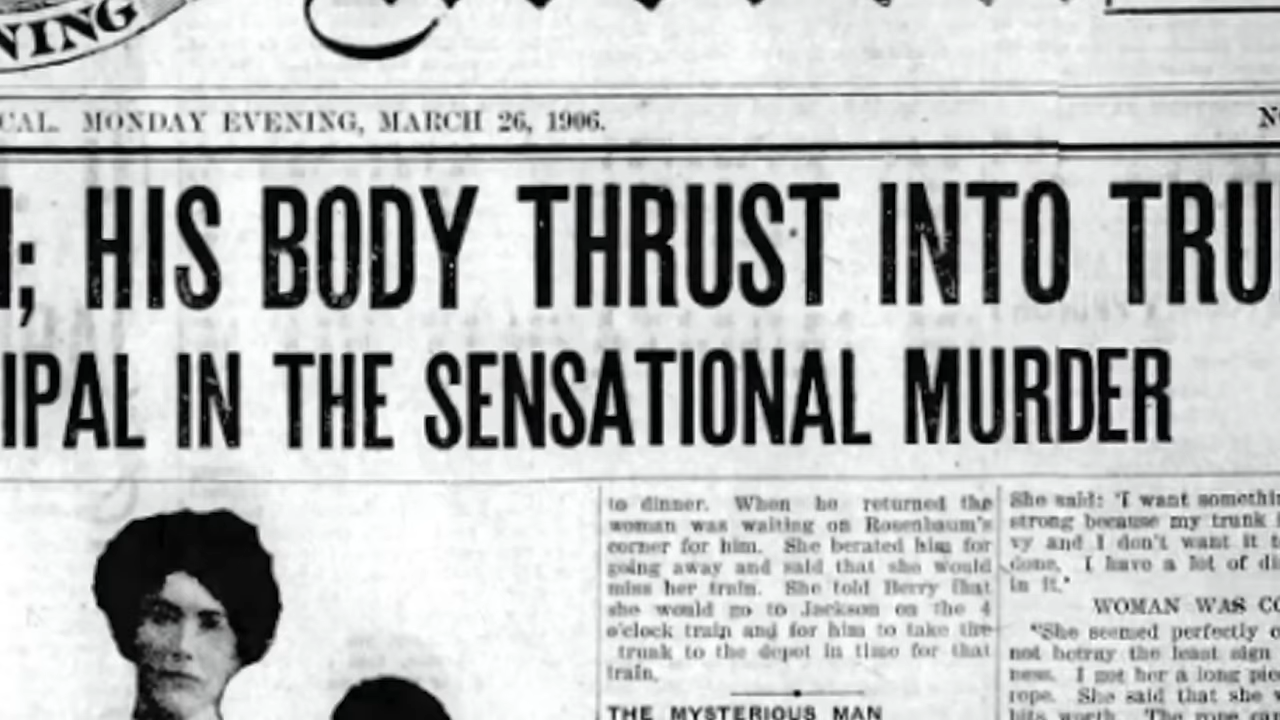 NING
CAL. MONDAY EVENING, MARCH 26, 1906.
; HIS BODY THRUST INTO TRU
IPAL IN THE SENSATIONAL MURDER
to dinner. When he returned the
woman was waiting on Rosenbaum's
corner for him. She berated him for
going away and said that she would
miss her train. She told Berry that
she would go to Jackson on the 4
o'clock train and for him to take the
trunk to the depot in time for that
train.
THE MYSTERIOUS MAN
She said: 'I want somethin
strong because my trunk
vy and I don't want it t
done. I have a lot of di
in it.'
WOMAN WAS CO
"She seemed perfectly c
not betray the least sign
ness. I got her a long pie
rope. She said that she w
bits worth. The rope